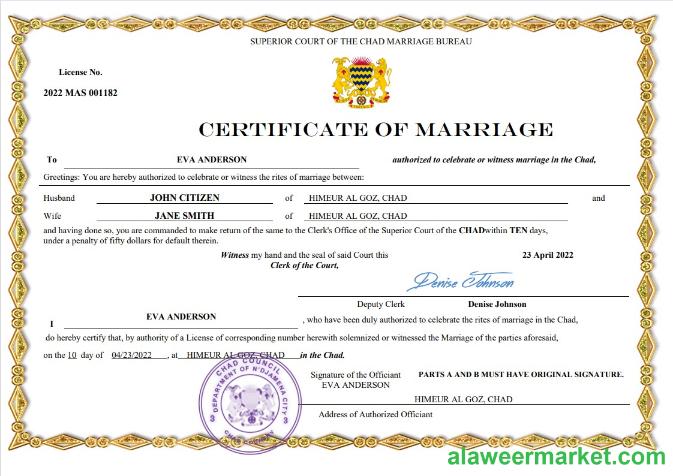 SUPERIOR COURT OF THE CHAD MARRIAGE BUREAU
License No.
2022 MAS 001182
CERTIFICATE OF MARRIAGE
To EVA ANDERSON authorized to celebrate or witness marriage in the Chad,
Greetings: You are hereby authorized to celebrate or witness the rites of marriage between:
Husband JOHN CITIZEN of HIMEUR AL GOZ, CHAD and
Wife JANE SMITH of HIMEUR AL GOZ, CHAD
and having done so, you are commanded to make return of the same to the Clerk's Office of the Superior Court of the CHADwithin TEN days,
under a penalty of fifty dollars for default therein.
Witness my hand and the seal of said Court this 23 April 2022
Clerk of the Court,
Denise Johnson
Deputy Clerk Denise Johnson
I EVA ANDERSON , who have been duly authorized to celebrate the rites of marriage in the Chad,
do hereby certify that, by authority of a License of corresponding number herewith solemnized or witnessed the Marriage of the parties aforesaid,
on the 10 day of 04/23/2022 , at HIMEUR AL GOZ, CHAD in the Chad.
CHAD COUNCIL
DEPARTMENT OF N'DJAMENA CITY
Signature of the Officiant PARTS A AND B MUST HAVE ORIGINAL SIGNATURE.
EVA ANDERSON
HIMEUR AL GOZ, CHAD
Address of Authorized Officiant
alaweermarket.com